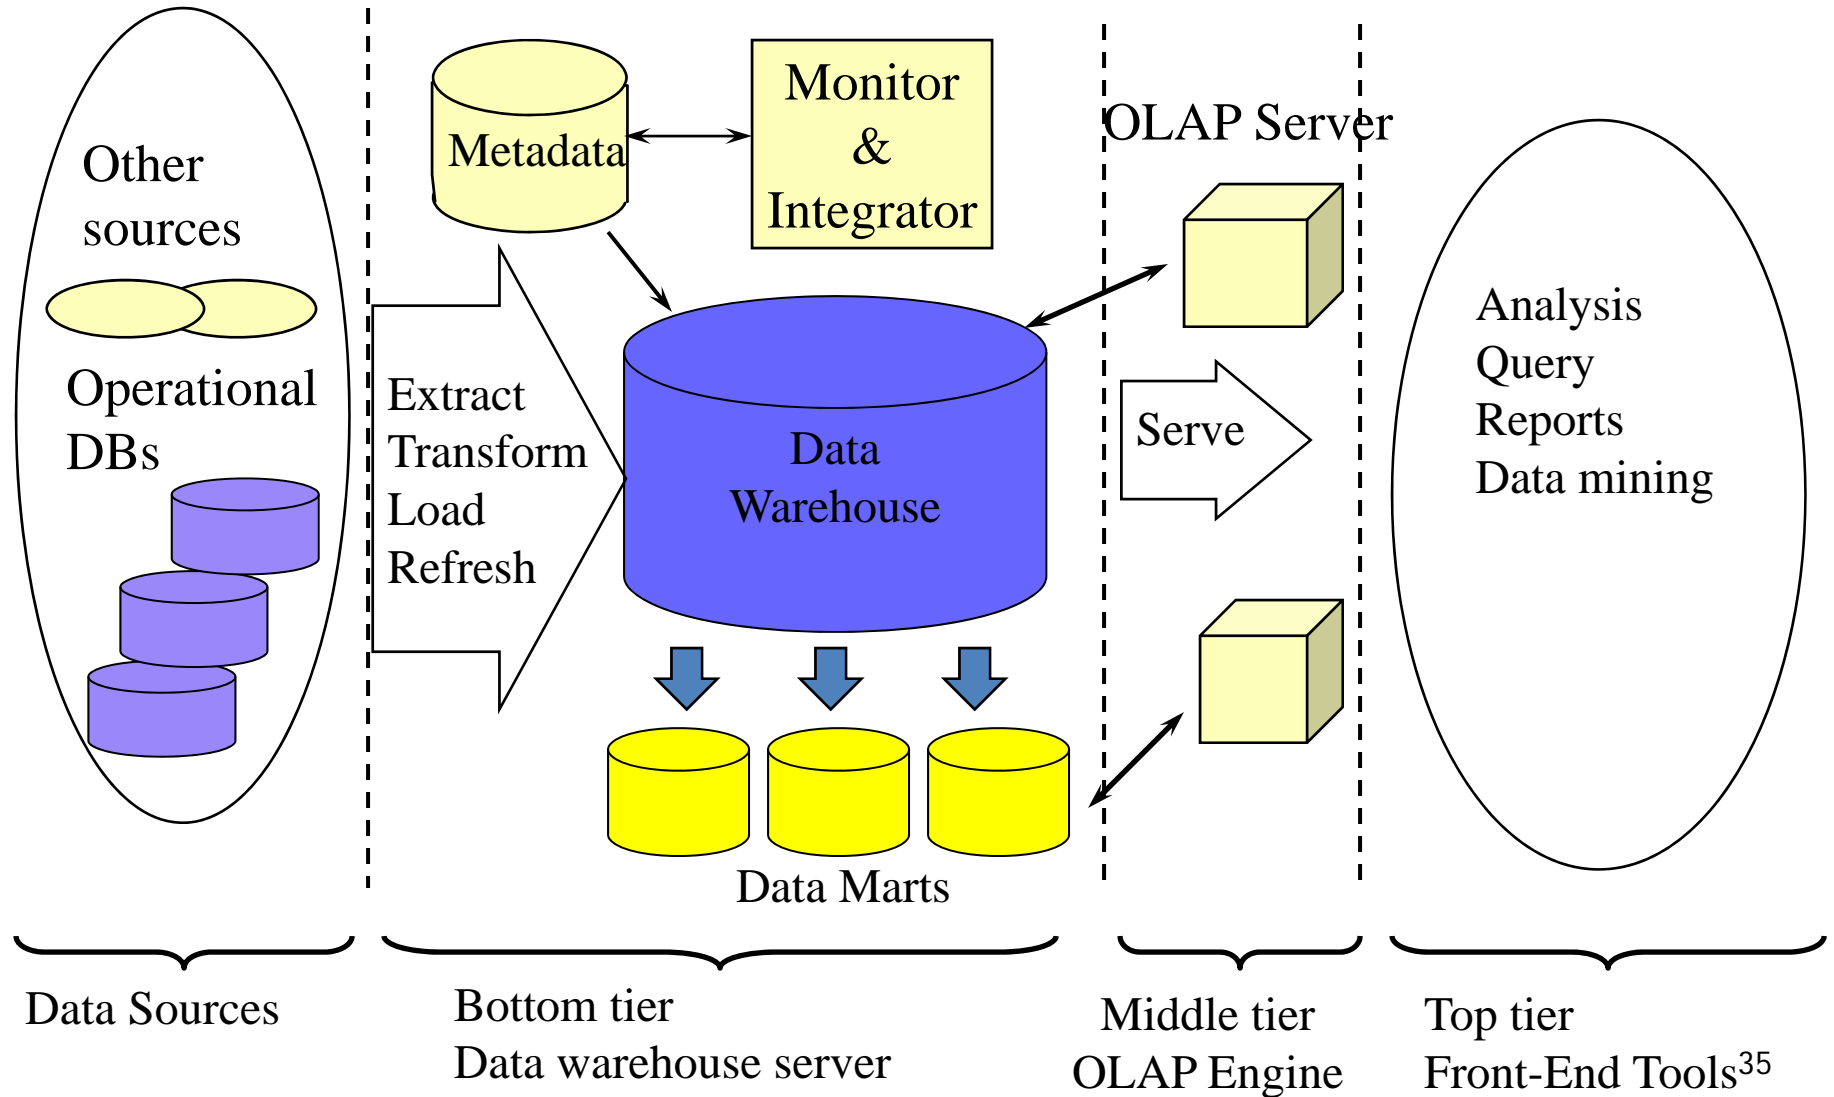 Other
sources
Operational
DBs
Metadata
Monitor
&
Integrator
OLAP Server
Extract
Transform
Load
Refresh
Data
Warehouse
Serve
Analysis
Query
Reports
Data mining
Data Marts
Data Sources
Bottom tier
Data warehouse server
Middle tier
OLAP Engine
Top tier
Front-End Tools35